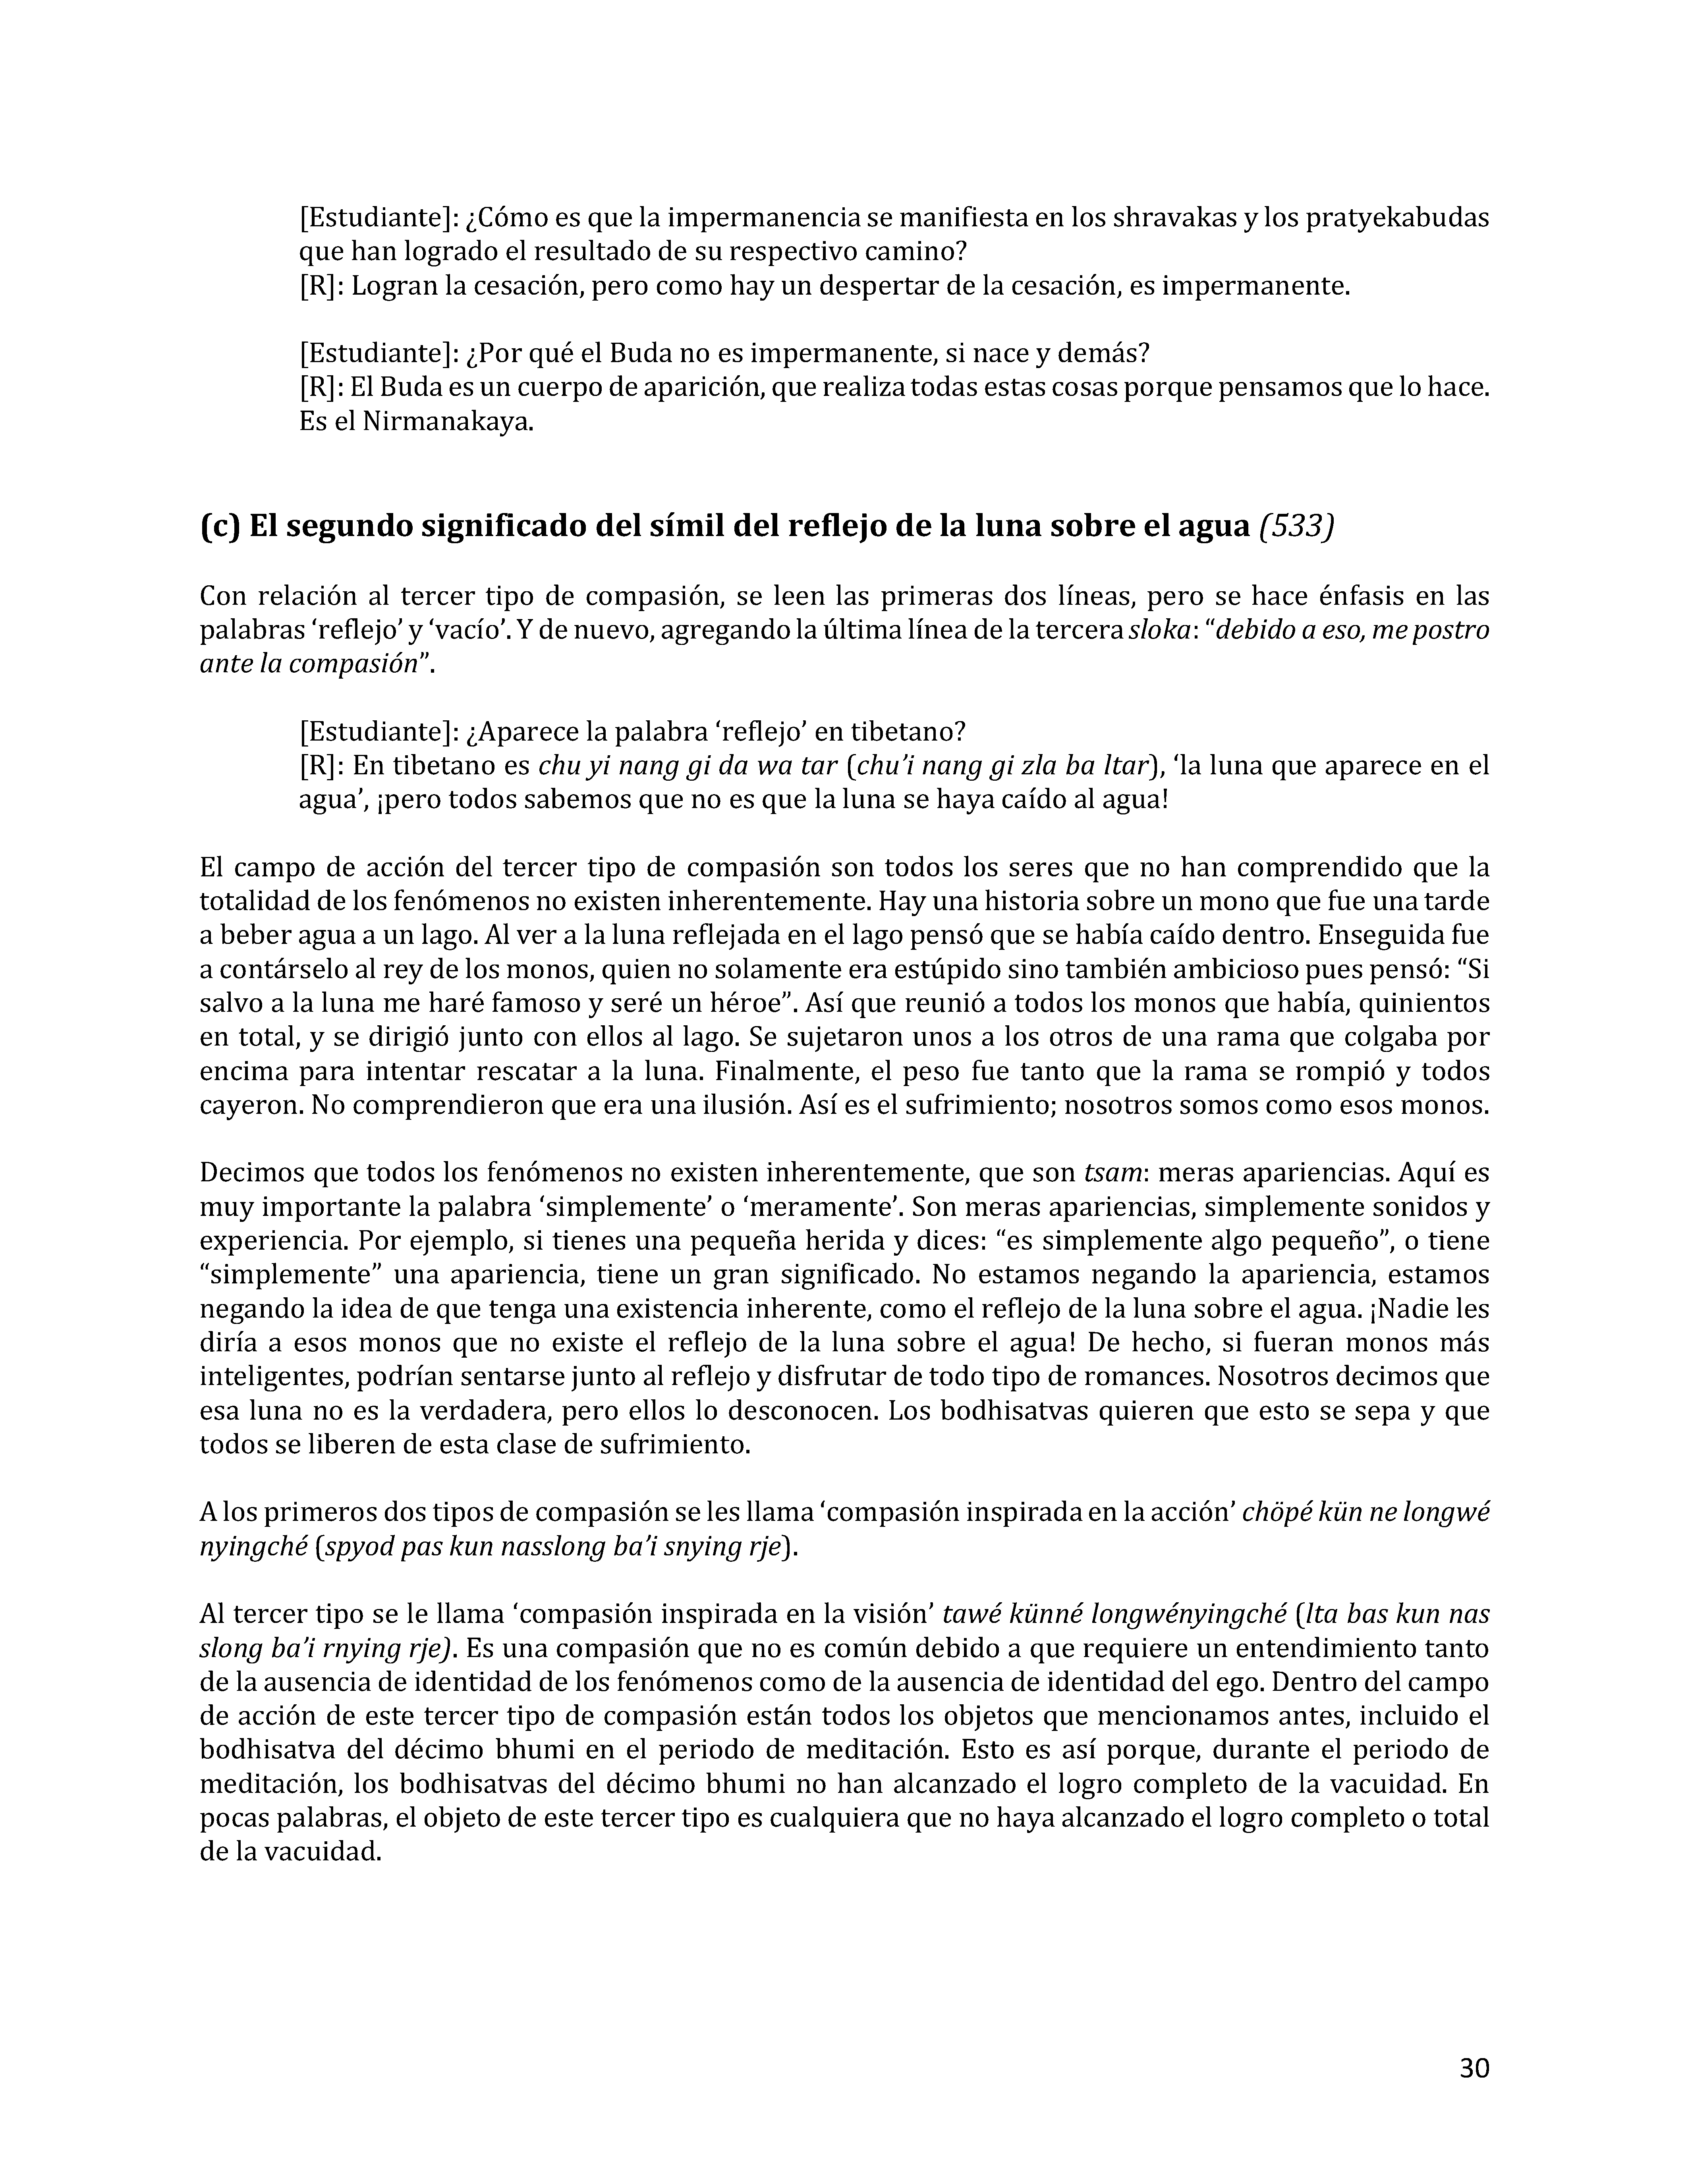 [Estudiante]: ¿Cómo es que la impermanencia se manifiesta en los shravakas y los pratyekabudas
que han logrado el resultado de su respectivo camino?
[R]: Logran la cesación, pero como hay un despertar de la cesación, es impermanente.
[Estudiante]: ¿Por qué el Buda no es impermanente, si nace y demás?
[R]: El Buda es un cuerpo de aparición, que realiza todas estas cosas porque pensamos que lo hace.
Es el Nirmanakaya.
(c) El segundo significado del símil del reflejo de la luna sobre el agua (533)
Con relación al tercer tipo de compasión, se leen las primeras dos líneas, pero se hace énfasis en las
palabras ‘reflejo’ y ‘vacío’. Y de nuevo, agregando la última línea de la tercera sloka: “debido a eso, me postro
ante la compasión”.
[Estudiante]: ¿Aparece la palabra ‘reflejo’ en tibetano?
[R]: En tibetano es chu yi nang gi da wa tar (chu’i nang gi zla ba ltar), ‘la luna que aparece en el
agua’, ¡pero todos sabemos que no es que la luna se haya caído al agua!
El campo de acción del tercer tipo de compasión son todos los seres que no han comprendido que la
totalidad de los fenómenos no existen inherentemente. Hay una historia sobre un mono que fue una tarde
a beber agua a un lago. Al ver a la luna reflejada en el lago pensó que se había caído dentro. Enseguida fue
a contárselo al rey de los monos, quien no solamente era estúpido sino también ambicioso pues pensó: “Si
salvo a la luna me haré famoso y seré un héroe”. Así que reunió a todos los monos que había, quinientos
en total, y se dirigió junto con ellos al lago. Se sujetaron unos a los otros de una rama que colgaba por
encima para intentar rescatar a la luna. Finalmente, el peso fue tanto que la rama se rompió y todos
cayeron. No comprendieron que era una ilusión. Así es el sufrimiento; nosotros somos como esos monos.
Decimos que todos los fenómenos no existen inherentemente, que son tsam: meras apariencias. Aquí es
muy importante la palabra ‘simplemente’ o ‘meramente’. Son meras apariencias, simplemente sonidos y
experiencia. Por ejemplo, si tienes una pequeña herida y dices: “es simplemente algo pequeño”, o tiene
“simplemente” una apariencia, tiene un gran significado. No estamos negando la apariencia, estamos
negando la idea de que tenga una existencia inherente, como el reflejo de la luna sobre el agua. ¡Nadie les
diría a esos monos que no existe el reflejo de la luna sobre el agua! De hecho, si fueran monos más
inteligentes, podrían sentarse junto al reflejo y disfrutar de todo tipo de romances. Nosotros decimos que
esa luna no es la verdadera, pero ellos lo desconocen. Los bodhisatvas quieren que esto se sepa y que
todos se liberen de esta clase de sufrimiento.
A los primeros dos tipos de compasión se les llama ‘compasión inspirada en la acción’ chöpé kün ne longwé
nyingché (spyod pas kun nasslong ba’i snying rje).
Al tercer tipo se le llama ‘compasión inspirada en la visión’ tawé künné longwényingché (lta bas kun nas
slong ba’i rnying rje). Es una compasión que no es común debido a que requiere un entendimiento tanto
de la ausencia de identidad de los fenómenos como de la ausencia de identidad del ego. Dentro del campo
de acción de este tercer tipo de compasión están todos los objetos que mencionamos antes, incluido el
bodhisatva del décimo bhumi en el periodo de meditación. Esto es así porque, durante el periodo de
meditación, los bodhisatvas del décimo bhumi no han alcanzado el logro completo de la vacuidad. En
pocas palabras, el objeto de este tercer tipo es cualquiera que no haya alcanzado el logro completo o total
de la vacuidad.
30